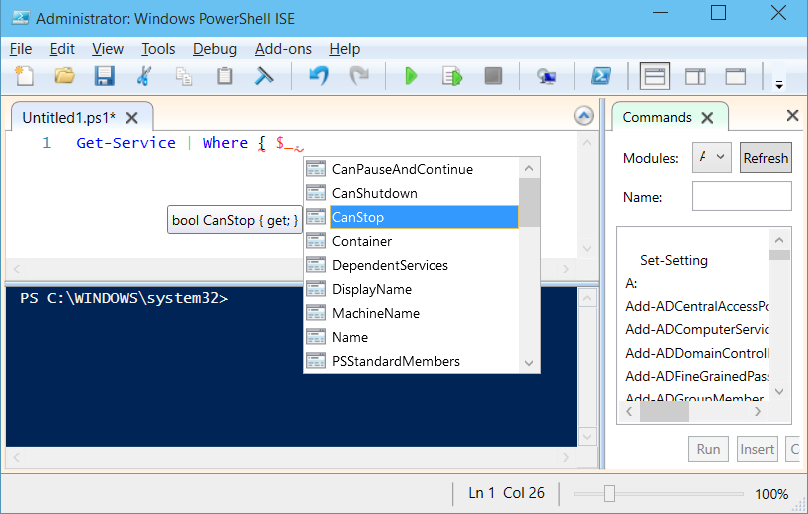 Administrator: Windows PowerShell ISE
File Edit View Tools Debug Add-ons Help
Untitled1.ps1*
1 Get-Service | Where { $_.
CanPauseAndContinue
CanShutdown
CanStop
Container
DependentServices
DisplayName
MachineName
Name
PSStandardMembers
bool CanStop { get; }
PS C:\WINDOWS\system32>
Commands
Modules: A Refresh
Name:
Set-Setting
A:
Add-ADCentralAccessPo
Add-ADComputerServic
Add-ADDomainControll
Add-ADFineGrainedPas
Add-ADGroupMember
Run Insert C
Ln 1 Col 26 100%